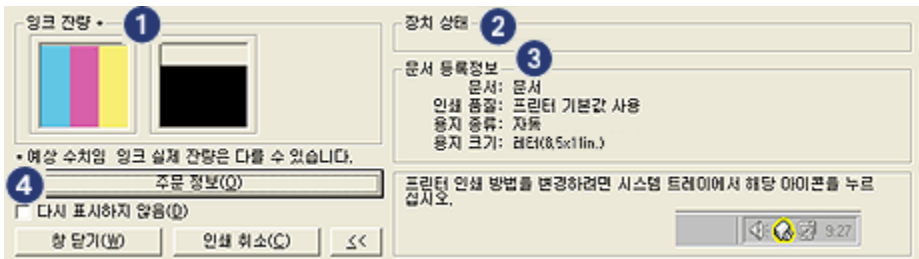 잉크 잔량 •
1
• 예상 수치임 잉크 실제 잔량은 다를 수 있습니다.
4
주문 정보(O)
다시 표시하지 않음(D)
창 닫기(W)
인쇄 취소(C)
<<
장치 상태
2
문서 등록정보
3
문서: 문서
인쇄 품질: 프린터 기본값 사용
용지 종류: 자동
용지 크기: 레터(8,5x11in.)
프린터 인쇄 방법을 변경하려면 시스템 트레이에서 해당 아이콘을 누르
십시오.
9:27